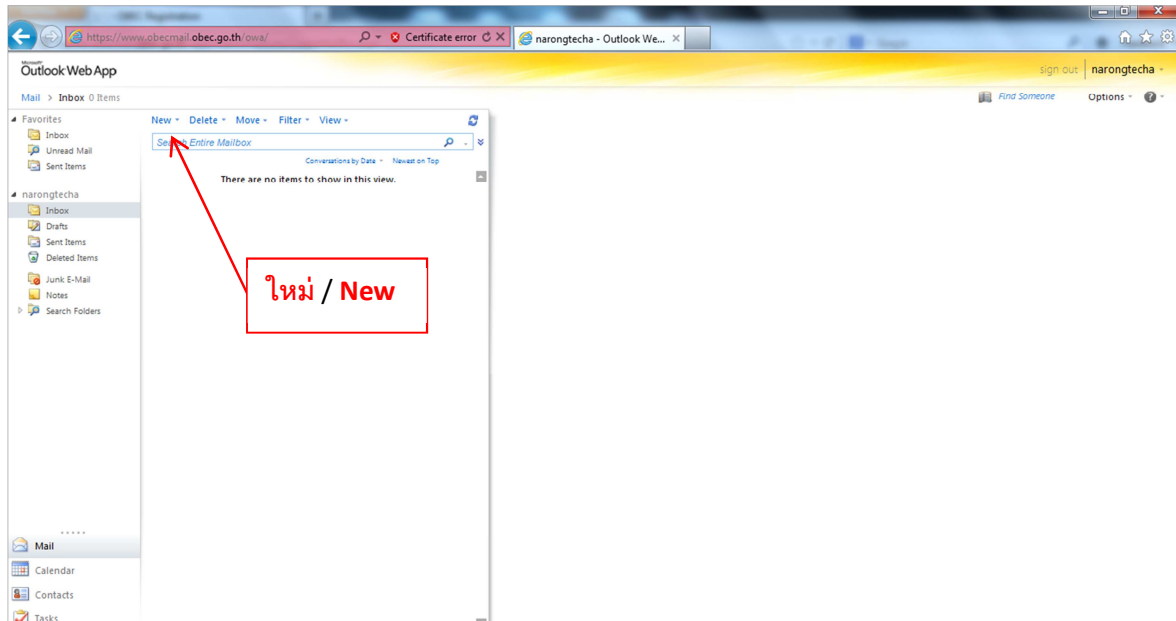 https://www.obecmail.obec.go.th/owa/ Certificate error narongtecha - Outlook We...
Microsoft
Outlook Web App
sign out narongtecha
Mail > Inbox 0 Items
Find Someone Options
Favorites
Inbox
Unread Mail
Sent Items
narongtecha
Inbox
Drafts
Sent Items
Deleted Items
Junk E-Mail
Notes
Search Folders
Mail
Calendar
Contacts
Tasks
New Delete Move Filter View
Search Entire Mailbox
Conversations by Date Newest on Top
There are no items to show in this view.
ใหม่ / New